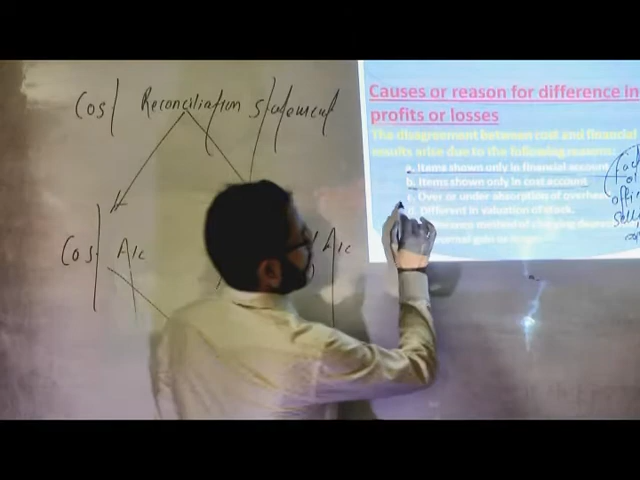 Cost Reconciliation Statement
Cost A/c
A/c
Causes or reason for difference in
profits or losses
The disagreement between cost and financial
results arise due to the following reasons:
a. Items shown only in financial account
b. Items shown only in cost account
c. Over or under absorption of overhead
Different in valuation of stock.